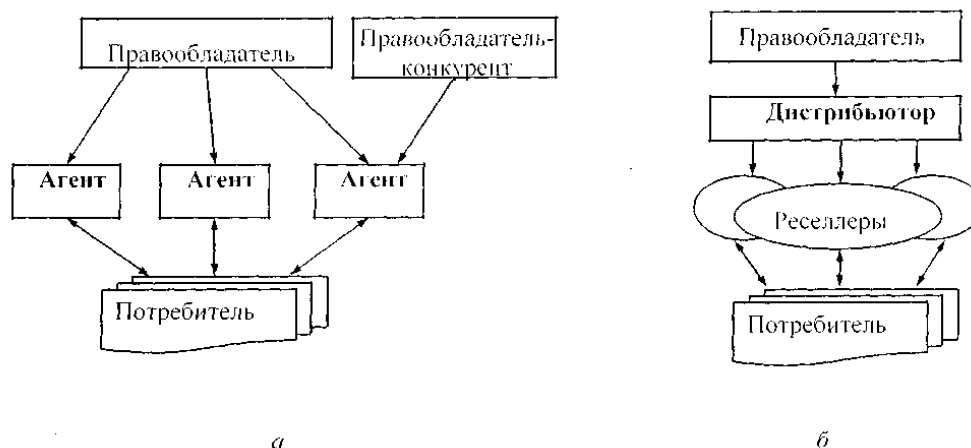 Правообладатель
Правообладатель-
конкурент
Агент
Агент
Агент
Потребитель
а
Правообладатель
Дистрибьютор
Реселлеры
Потребитель
б